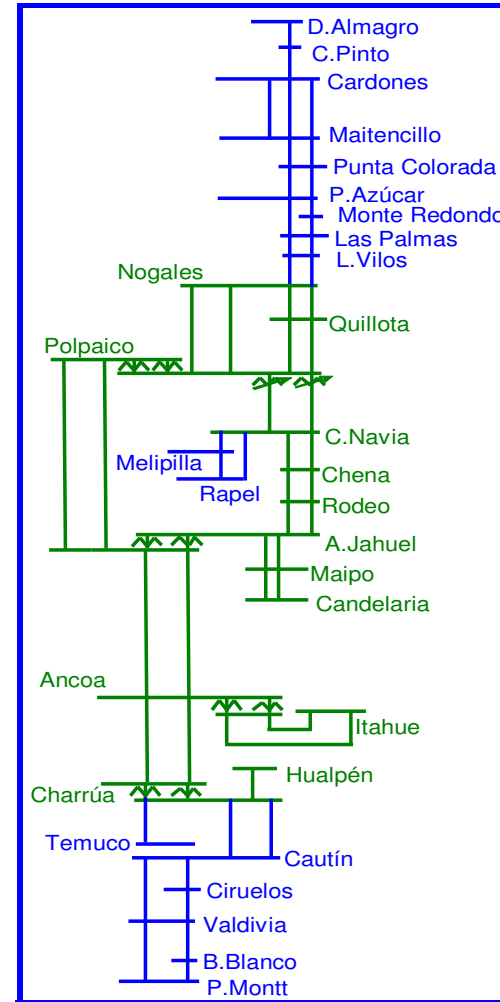 D.Almagro
C.Pinto
Cardones
Maitencillo
Punta Colorada
P.Azúcar
Monte Redondo
Las Palmas
L.Vilos
Nogales
Quillota
Polpaico
C.Navia
Melipilla
Chena
Rapel
Rodeo
A.Jahuel
Maipo
Candelaria
Ancoa
Itahue
Hualpén
Charrúa
Temuco
Cautín
Ciruelos
Valdivia
B.Blanco
P.Montt